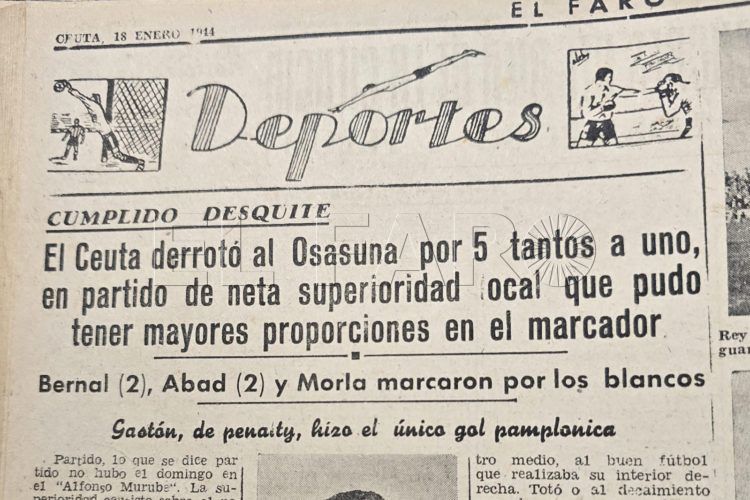 EL FARO
CEUTA, 18 ENERO 1944
Deportes
CUMPLIDO DESQUITE
El Ceuta derrotó al Osasuna por 5 tantos a uno,
en partido de neta superioridad local que pudo
tener mayores proporciones en el marcador
Bernal (2), Abad (2) y Morla marcaron por los blancos
Gastón, de penalty, hizo el único gol pamplonica
Partido, lo que se dice par
tido no hubo el domingo en
el "Alfonso Murube". La su-
tro medio, al buen fútbol
que realizaba su interior de-
recha. Totó o al decaimiento
Rey
guar
EL FARO